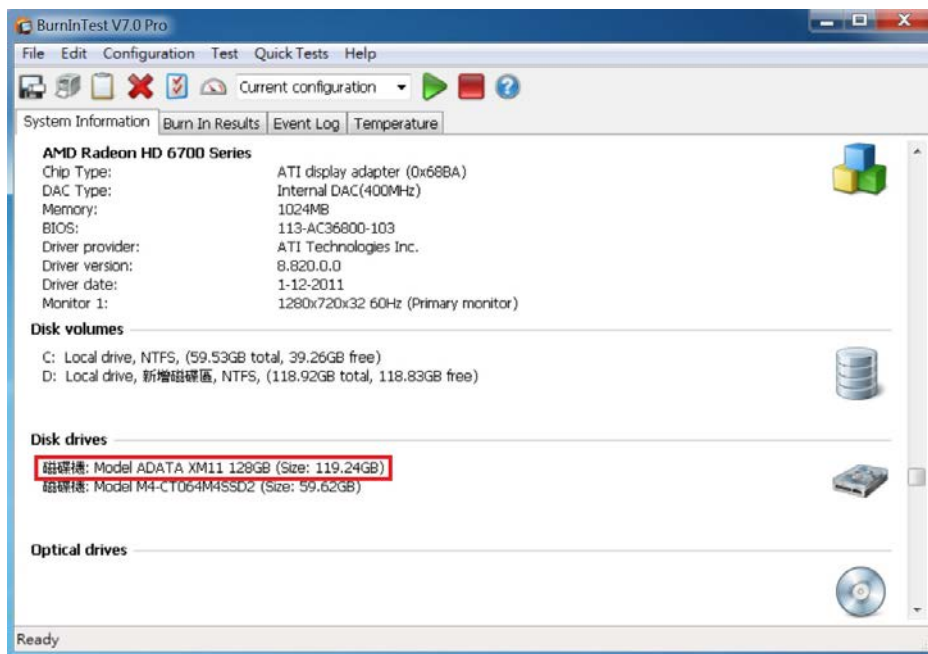 BurnInTest V7.0 Pro
File Edit Configuration Test Quick Tests Help
Current configuration
System Information Burn In Results Event Log Temperature
AMD Radeon HD 6700 Series
Chip Type: ATI display adapter (0x68BA)
DAC Type: Internal DAC(400MHz)
Memory: 1024MB
BIOS: 113-AC36800-103
Driver provider: ATI Technologies Inc.
Driver version: 8.820.0.0
Driver date: 1-12-2011
Monitor 1: 1280x720x32 60Hz (Primary monitor)
Disk volumes
C: Local drive, NTFS, (59.53GB total, 39.26GB free)
D: Local drive, 新增磁碟區, NTFS, (118.92GB total, 118.83GB free)
Disk drives
磁碟機: Model ADATA XM11 128GB (Size: 119.24GB)
磁碟機: Model M4-CT064M4SSD2 (Size: 59.62GB)
Optical drives
Ready